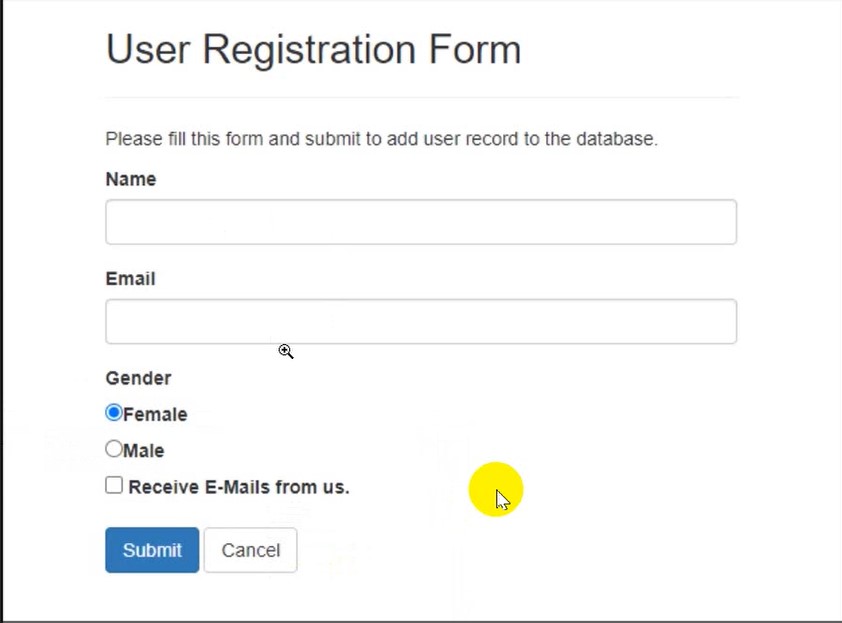 User Registration Form
Please fill this form and submit to add user record to the database.
Name
Email
Gender
Female
Male
Receive E-Mails from us.
Submit Cancel